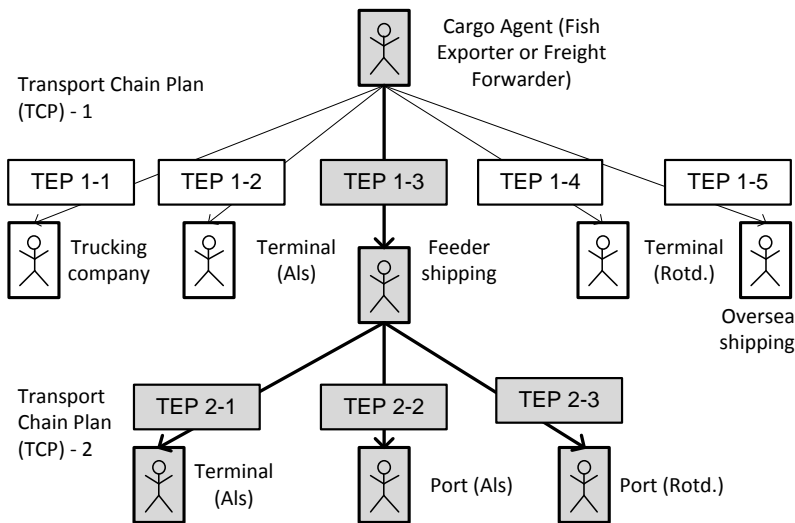 Cargo Agent (Fish
Exporter or Freight
Forwarder)
Transport Chain Plan
(TCP) - 1
TEP 1-1
TEP 1-2
TEP 1-3
TEP 1-4
TEP 1-5
Trucking
company
Terminal
(Als)
Feeder
shipping
Terminal
(Rotd.)
Oversea
shipping
Transport
Chain Plan
(TCP) - 2
TEP 2-1
TEP 2-2
TEP 2-3
Terminal
(Als)
Port (Als)
Port (Rotd.)